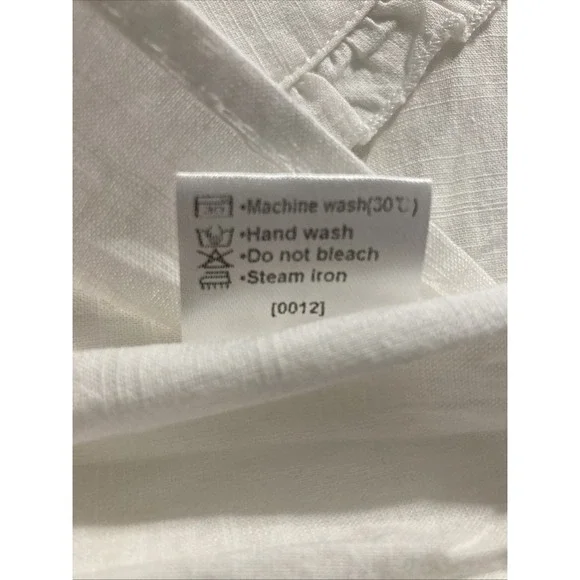 •Machine wash(30℃)
•Hand wash
•Do not bleach
•Steam iron
[0012]